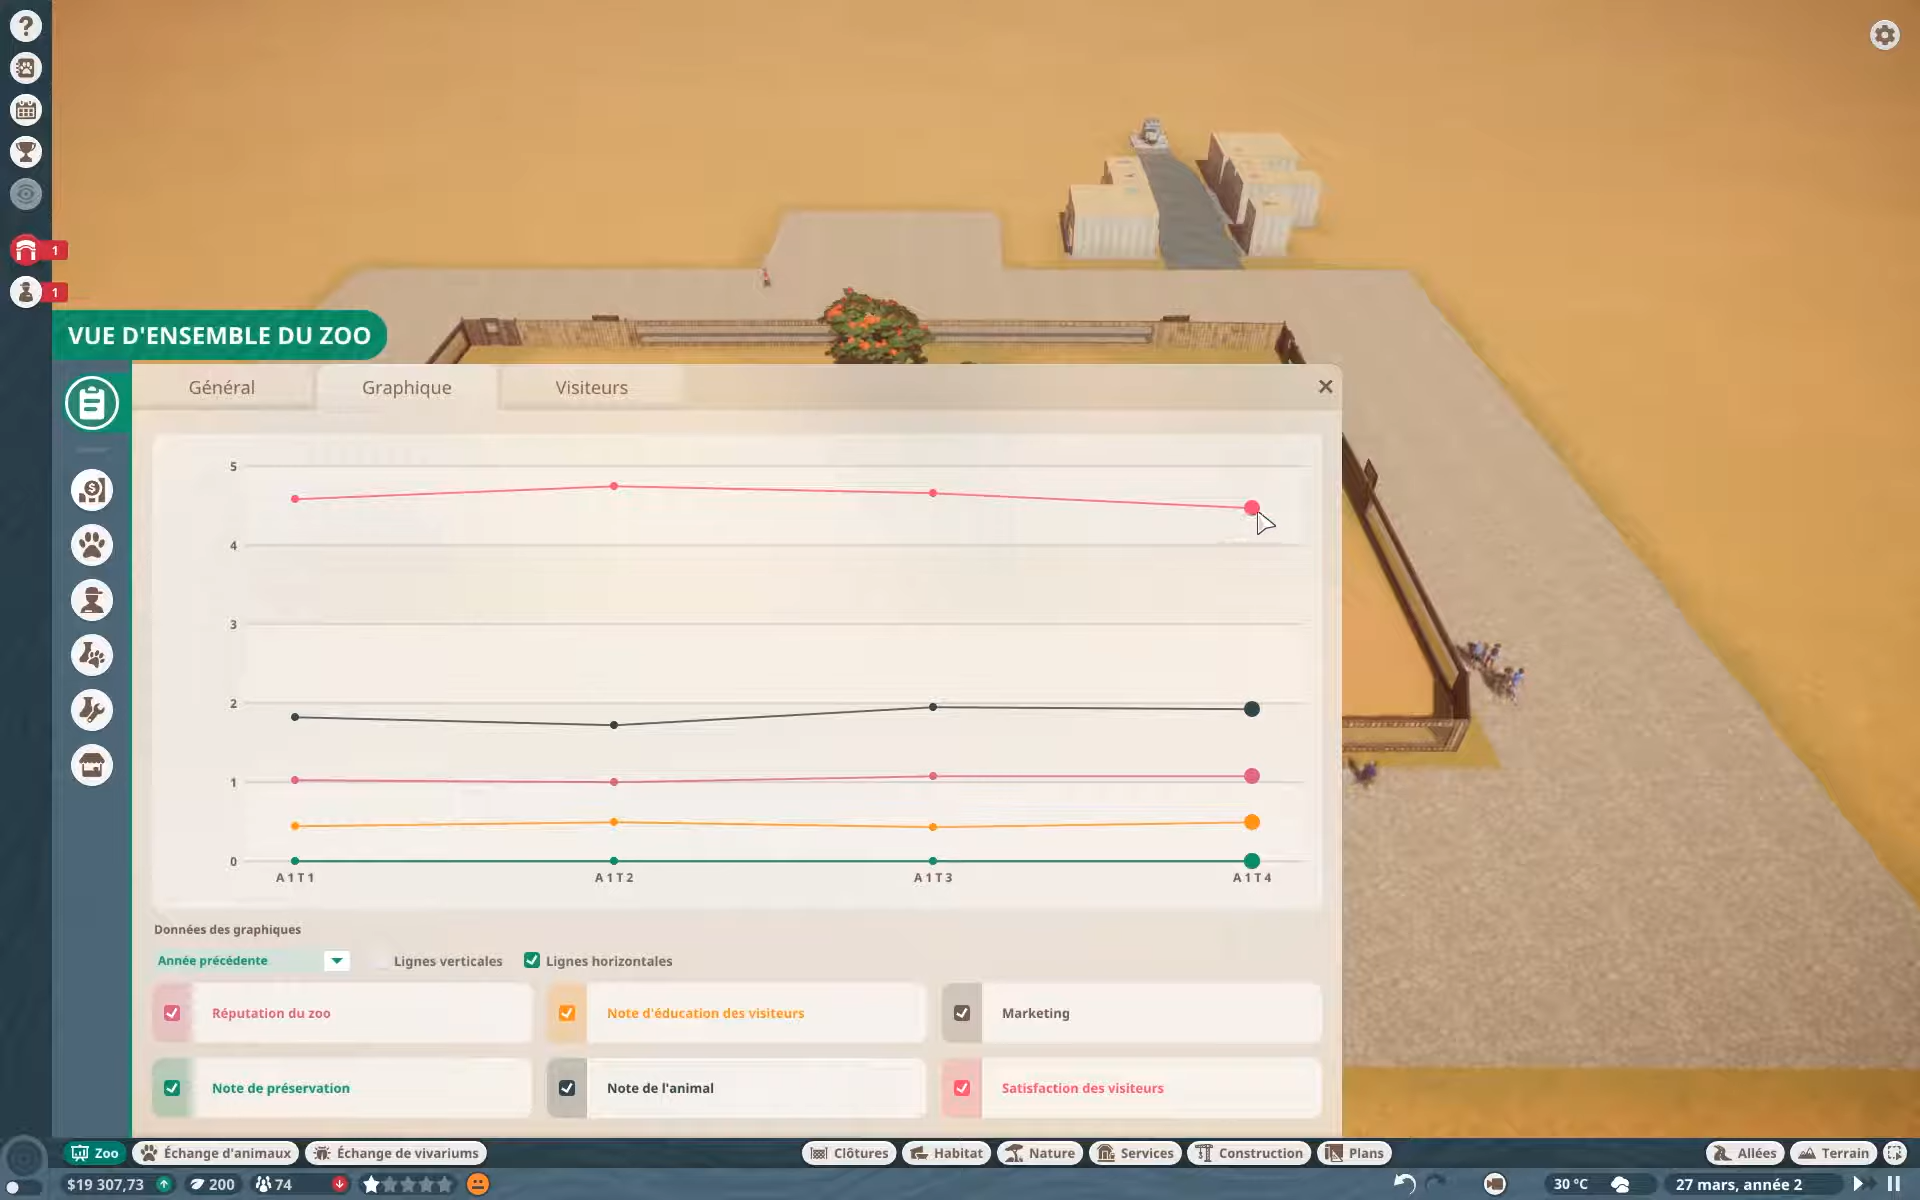 ?
1
1
VUE D'ENSEMBLE DU ZOO
Général
Graphique
Visiteurs
5
4
3
2
1
0
A1T1
A1T2
A1T3
A1T4
Données des graphiques
Année précédente
Lignes verticales
Lignes horizontales
Réputation du zoo
Note d'éducation des visiteurs
Marketing
Note de préservation
Note de l'animal
Satisfaction des visiteurs
Zoo
Échange d'animaux
Échange de vivariums
Clôtures
Habitat
Nature
Services
Construction
Plans
Allées
Terrain
$19 307,73
200
74
30 °C
27 mars, année 2